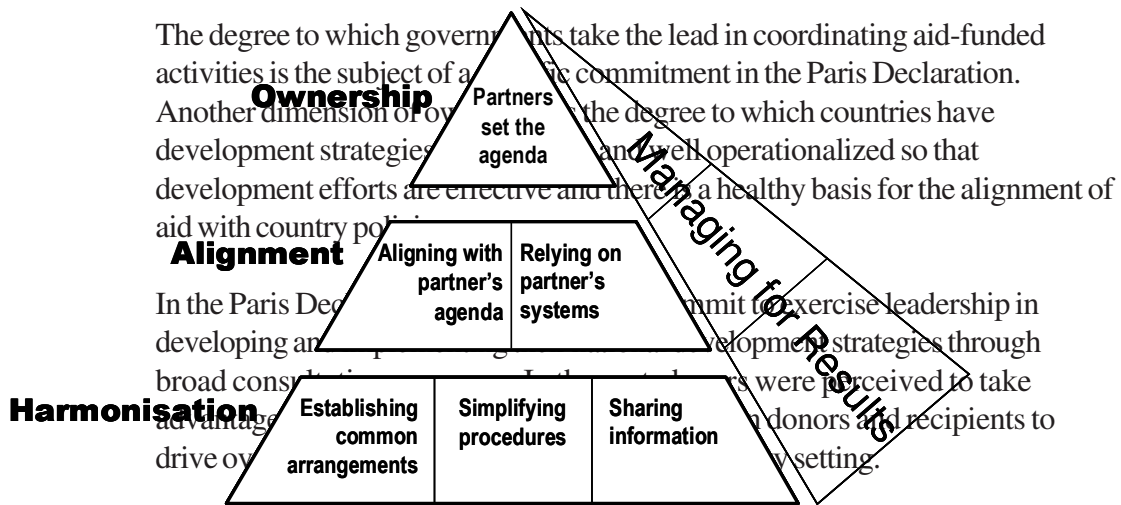 The degree to which governments take the lead in coordinating aid-funded
activities is the subject of a commitment in the Paris Declaration.
Another dimension of the degree to which countries have
development strategies and well operationalized so that
development efforts are effective and there is a healthy basis for the alignment of
aid with country
In the Paris to exercise leadership in
developing development strategies through
broad were perceived to take
advantage donors and recipients to
drive setting.
Ownership
Partners
set the
agenda
Alignment
Aligning with
partner's
agenda
Relying on
partner's
systems
Harmonisation
Establishing
common
arrangements
Simplifying
procedures
Sharing
information
Managing for Results